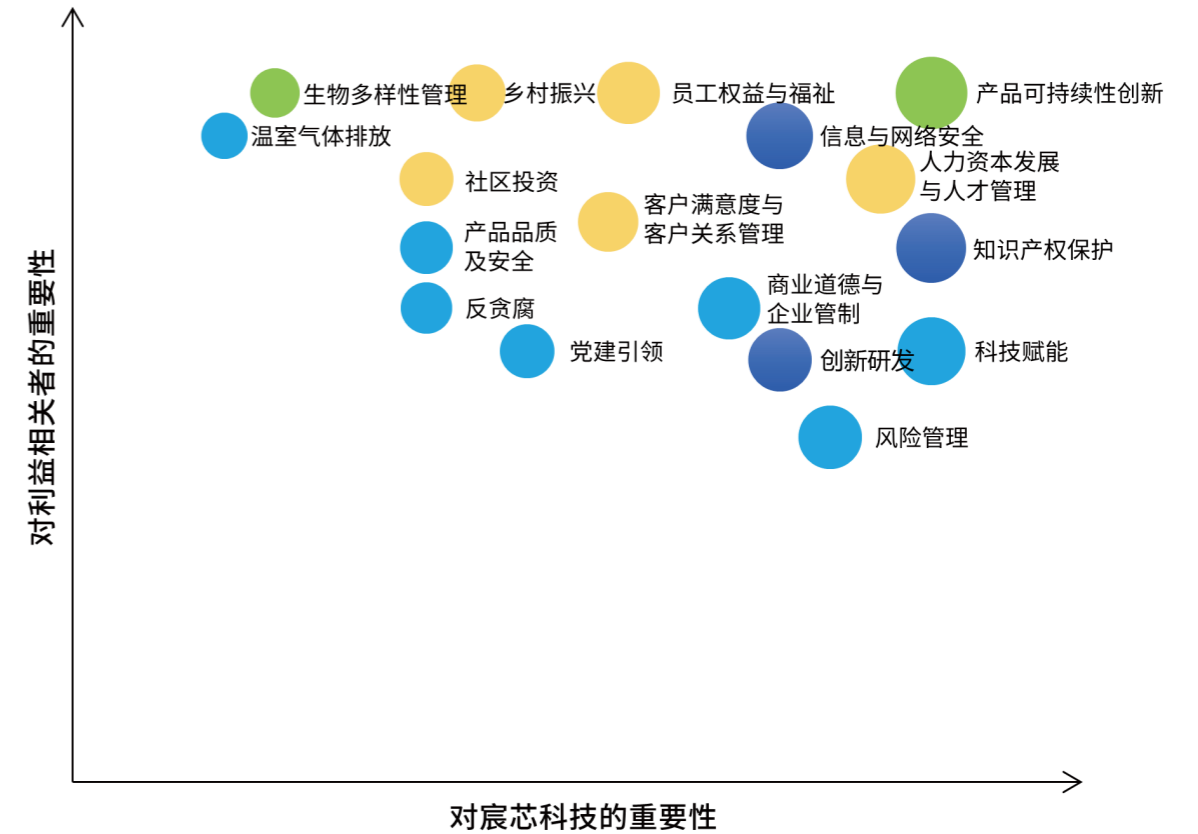 生物多样性管理
乡村振兴
员工权益与福祉
产品可持续性创新
温室气体排放
信息与网络安全
社区投资
人力资本发展
与人才管理
客户满意度与
客户关系管理
产品品质
及安全
知识产权保护
反贪腐
商业道德与
企业管制
党建引领
创新研发
科技赋能
风险管理
对利益相关者的重要性
对宸芯科技的重要性